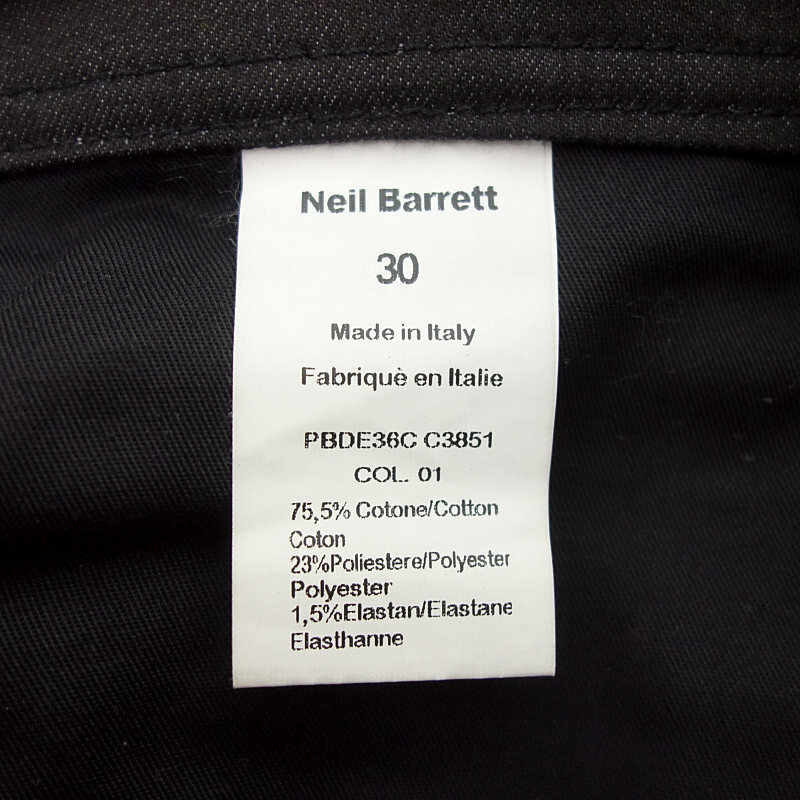 Neil Barrett
30
Made in Italy
Fabriquè en Italie
PBDE36C C3851
COL. 01
75,5% Cotone/Cotton
Coton
23%Poliestere/Polyester
Polyester
1,5%Elastan/Elastane
Elasthanne